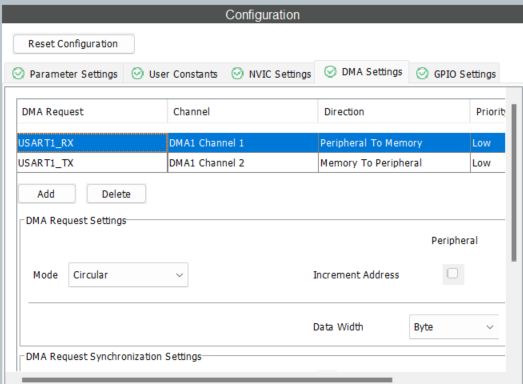 Configuration
Reset Configuration
Parameter Settings User Constants NVIC Settings DMA Settings GPIO Settings
DMA Request Channel Direction Priority
USART1_RX DMA1 Channel 1 Peripheral To Memory Low
USART1_TX DMA1 Channel 2 Memory To Peripheral Low
Add Delete
DMA Request Settings
Peripheral
Mode Circular Increment Address
Data Width Byte
DMA Request Synchronization Settings